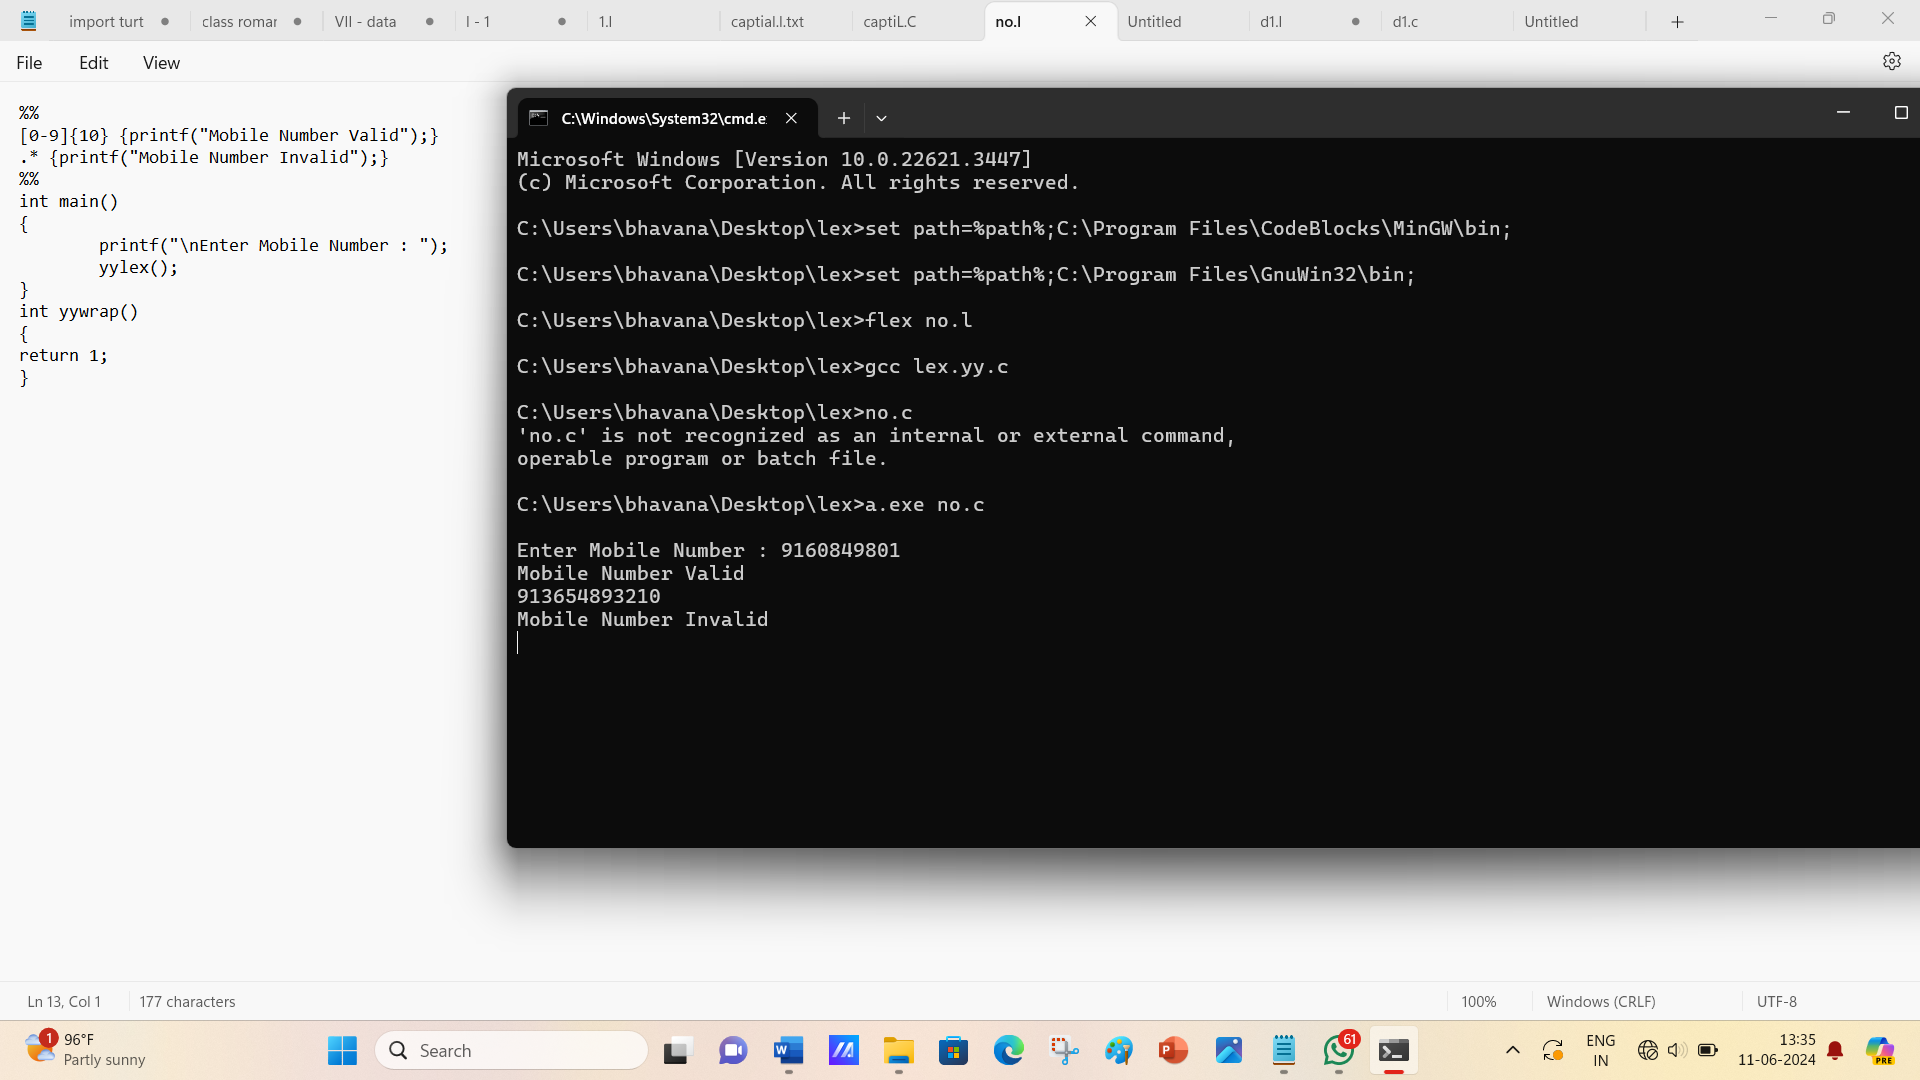 import turt
class romar
VII - data
l - 1
1.l
captial.l.txt
captiL.C
no.l
Untitled
d1.l
d1.c
Untitled
File
Edit
View
%%
[0-9]{10} {printf("Mobile Number Valid");}
.* {printf("Mobile Number Invalid");}
%%
int main()
{
printf("\nEnter Mobile Number : ");
yylex();
}
int yywrap()
{
return 1;
}
C:\Windows\System32\cmd.e
Microsoft Windows [Version 10.0.22621.3447]
(c) Microsoft Corporation. All rights reserved.
C:\Users\bhavana\Desktop\lex>set path=%path%;C:\Program Files\CodeBlocks\MinGW\bin;
C:\Users\bhavana\Desktop\lex>set path=%path%;C:\Program Files\GnuWin32\bin;
C:\Users\bhavana\Desktop\lex>flex no.l
C:\Users\bhavana\Desktop\lex>gcc lex.yy.c
C:\Users\bhavana\Desktop\lex>no.c
'no.c' is not recognized as an internal or external command,
operable program or batch file.
C:\Users\bhavana\Desktop\lex>a.exe no.c
Enter Mobile Number : 9160849801
Mobile Number Valid
913654893210
Mobile Number Invalid
Ln 13, Col 1
177 characters
100%
Windows (CRLF)
UTF-8
1
96°F
Partly sunny
Search
W
P
61
ENG
IN
13:35
11-06-2024
PRE